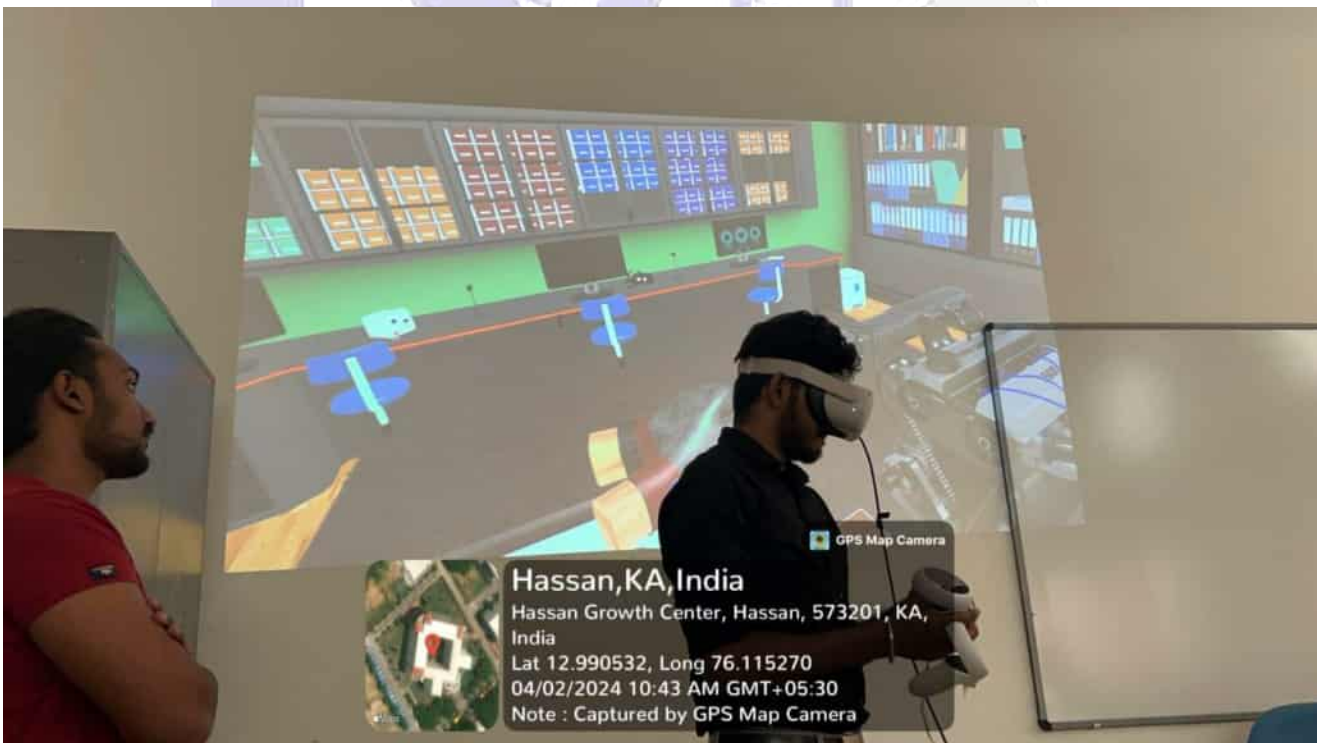 GPS Map Camera
Hassan,KA,India
Hassan Growth Center, Hassan, 573201, KA,
India
Lat 12.990532, Long 76.115270
04/02/2024 10:43 AM GMT+05:30
Note : Captured by GPS Map Camera